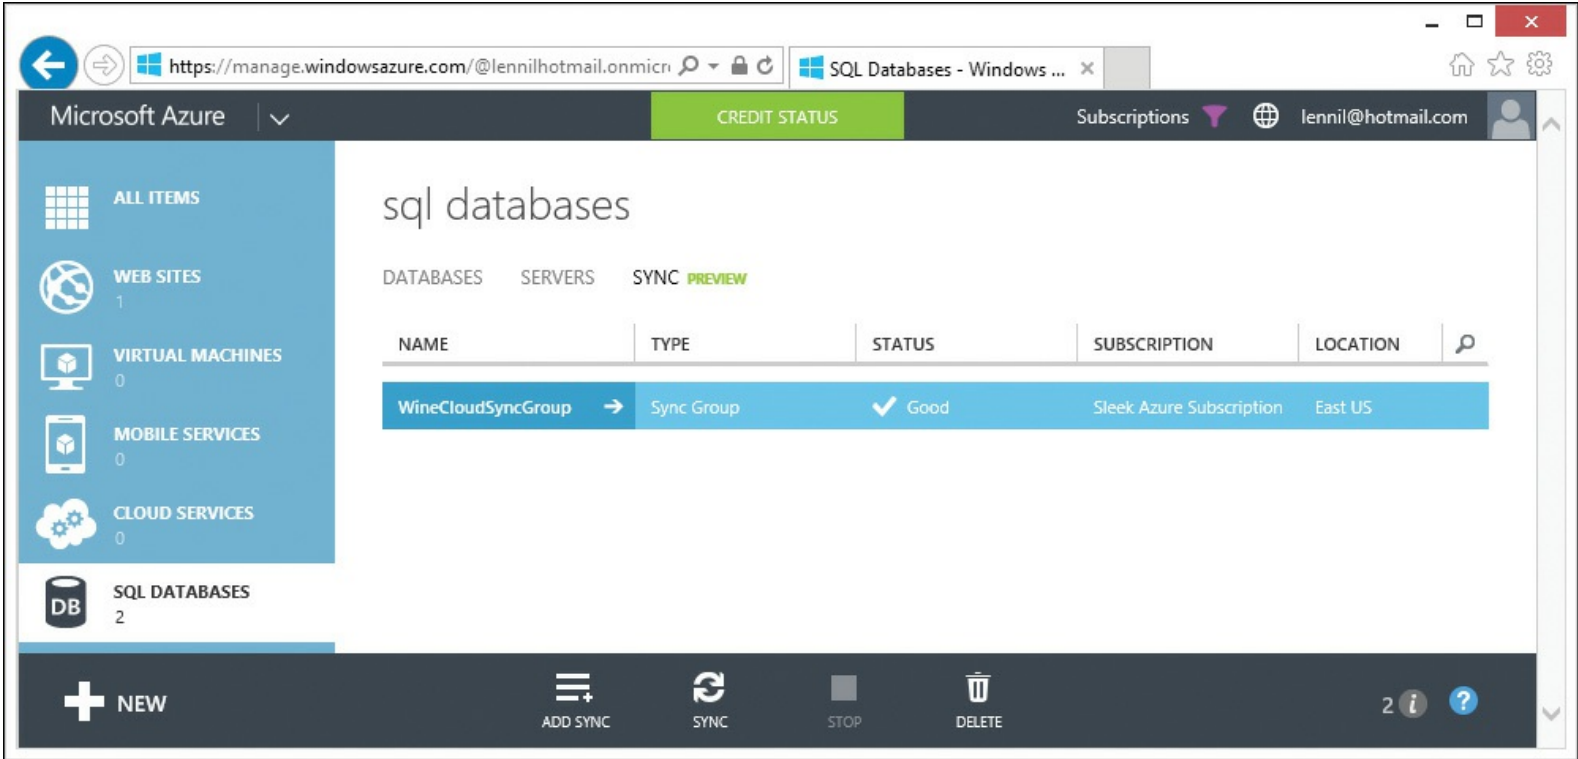 https://manage.windowsazure.com/@lennilhotmail.onmicr
SQL Databases - Windows ...
Microsoft Azure
CREDIT STATUS
Subscriptions
lennil@hotmail.com
ALL ITEMS
WEB SITES
1
VIRTUAL MACHINES
0
MOBILE SERVICES
0
CLOUD SERVICES
0
DB
SQL DATABASES
2
sql databases
DATABASES SERVERS SYNC PREVIEW
NAME TYPE STATUS SUBSCRIPTION LOCATION
WineCloudSyncGroup Sync Group Good Sleek Azure Subscription East US
NEW
ADD SYNC
SYNC
STOP
DELETE
2 i ?